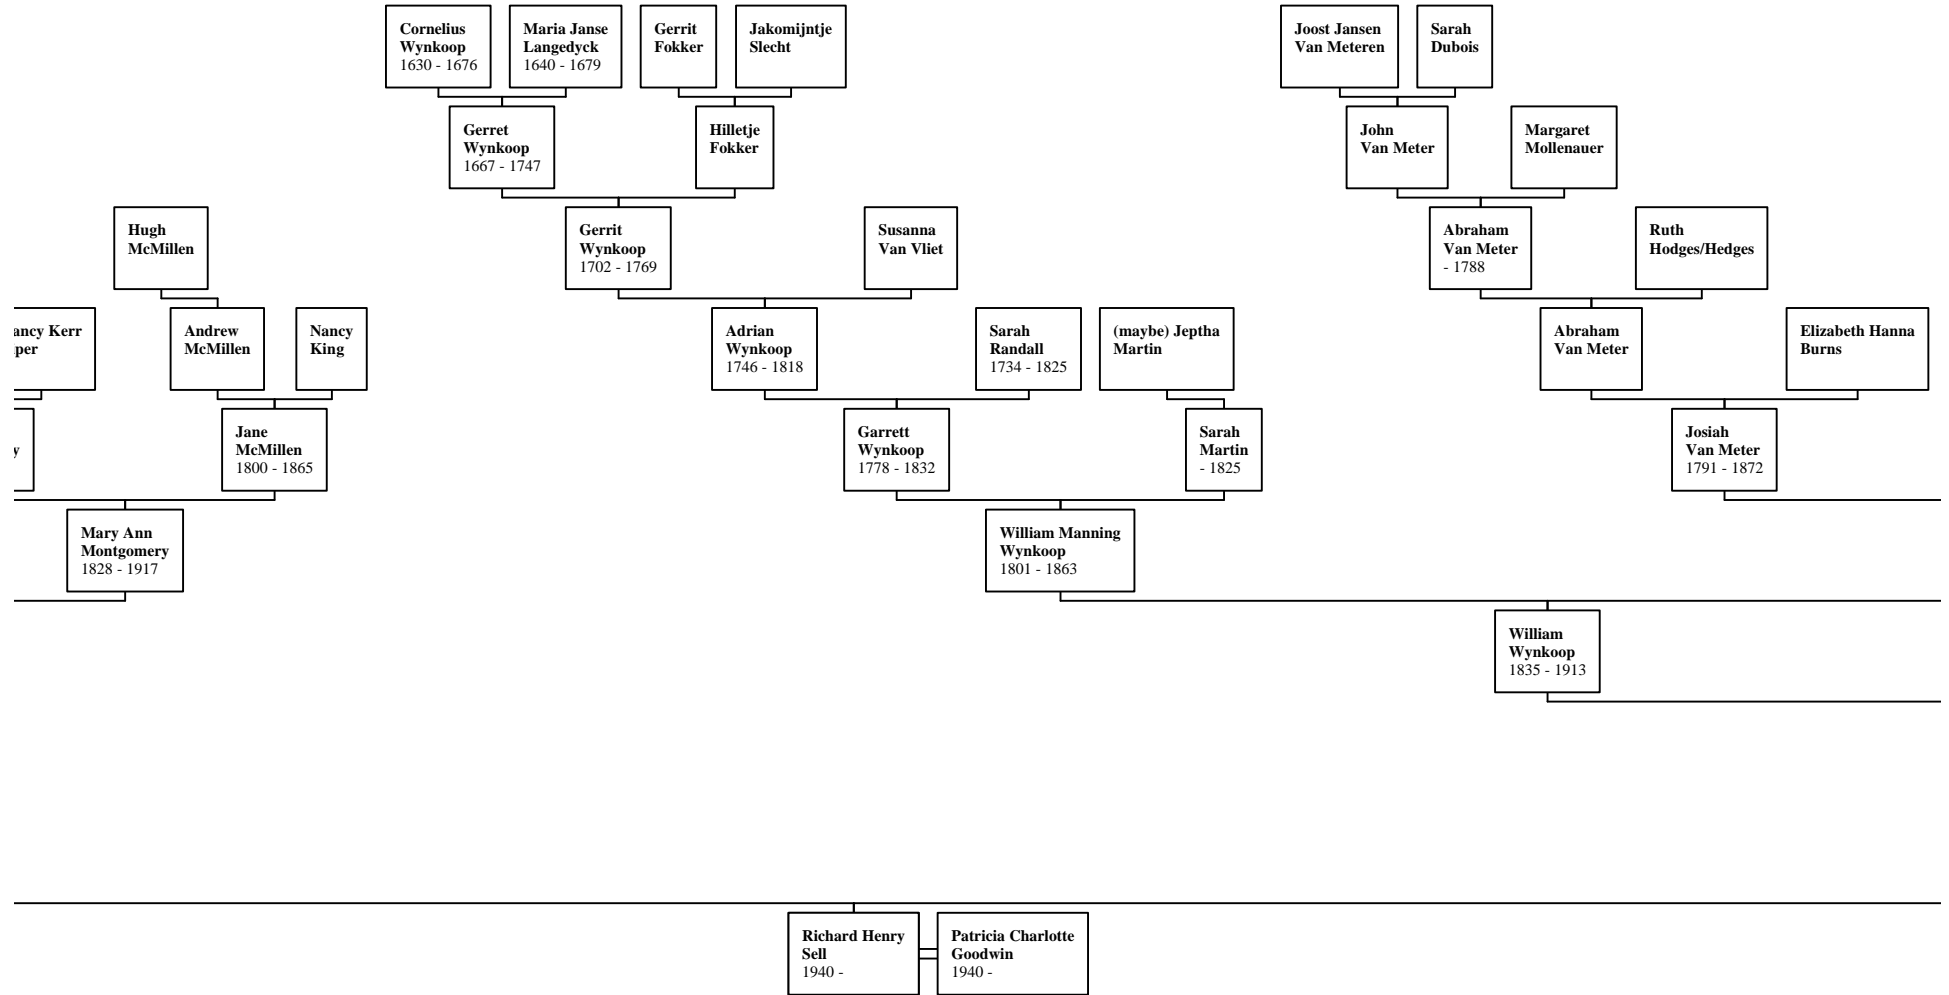 Cornelius
Wynkoop
1630 - 1676
Maria Janse
Langedyck
1640 - 1679
Gerrit
Fokker
Jakomijntje
Slecht
Joost Jansen
Van Meteren
Sarah
Dubois
Gerret
Wynkoop
1667 - 1747
Hilletje
Fokker
John
Van Meter
Margaret
Mollenauer
Hugh
McMillen
Gerrit
Wynkoop
1702 - 1769
Susanna
Van Vliet
Abraham
Van Meter
- 1788
Ruth
Hodges/Hedges
Kerr
Andrew
McMillen
Nancy
King
Adrian
Wynkoop
1746 - 1818
Sarah
Randall
1734 - 1825
(maybe) Jeptha
Martin
Abraham
Van Meter
Elizabeth Hanna
Burns
Jane
McMillen
1800 - 1865
Garrett
Wynkoop
1778 - 1832
Sarah
Martin
- 1825
Josiah
Van Meter
1791 - 1872
Mary Ann
Montgomery
1828 - 1917
William Manning
Wynkoop
1801 - 1863
William
Wynkoop
1835 - 1913
Richard Henry
Sell
1940 -
Patricia Charlotte
Goodwin
1940 -